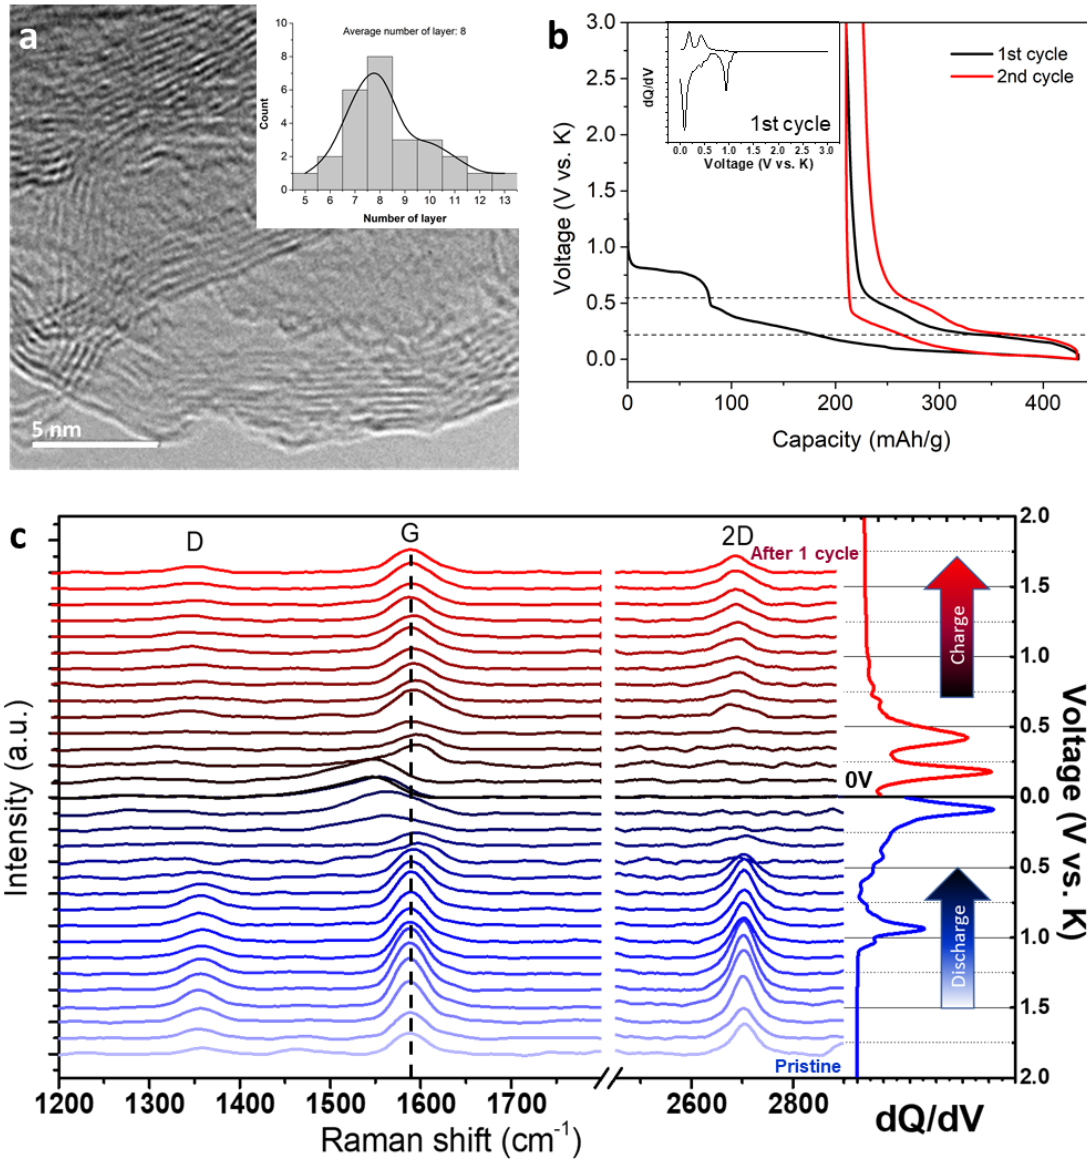 a
5 nm
Average number of layer: 8
Count
10
8
6
4
2
0
5 6 7 8 9 10 11 12 13
Number of layer
b
Voltage (V vs. K)
3.0
2.5
2.0
1.5
1.0
0.5
0.0
0 100 200 300 400
Capacity (mAh/g)
1st cycle
2nd cycle
dQ/dV
1st cycle
0.0 0.5 1.0 1.5 2.0 2.5 3.0
Voltage (V vs. K)
c
D
G
2D
After 1 cycle
0V
Pristine
Charge
Discharge
Intensity (a.u.)
1200 1300 1400 1500 1600 1700 2600 2800
Raman shift (cm-1)
dQ/dV
2.0
1.5
1.0
0.5
0.0
0.5
1.0
1.5
2.0
Voltage (V vs. K)